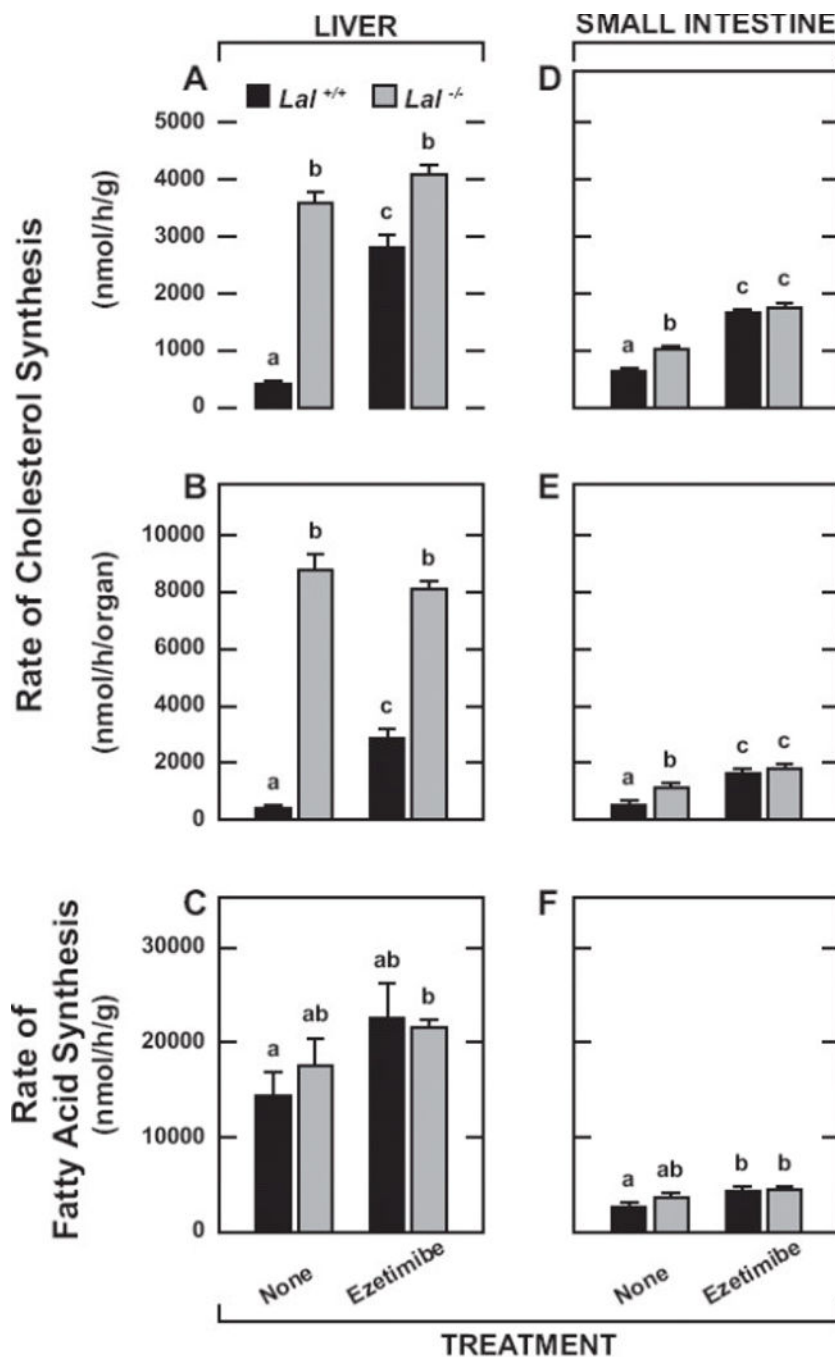 LIVER
SMALL INTESTINE
A
Lal +/+
Lal -/-
D
5000
4000
3000
2000
1000
0
a
b
c
b
a
b
c
c
Rate of Cholesterol Synthesis
(nmol/h/g)
B
E
10000
8000
6000
4000
2000
0
a
b
c
b
a
b
c
c
(nmol/h/organ)
C
F
30000
20000
10000
0
a
ab
ab
b
a
ab
b
b
Rate of
Fatty Acid Synthesis
(nmol/h/g)
None
Ezetimibe
None
Ezetimibe
TREATMENT